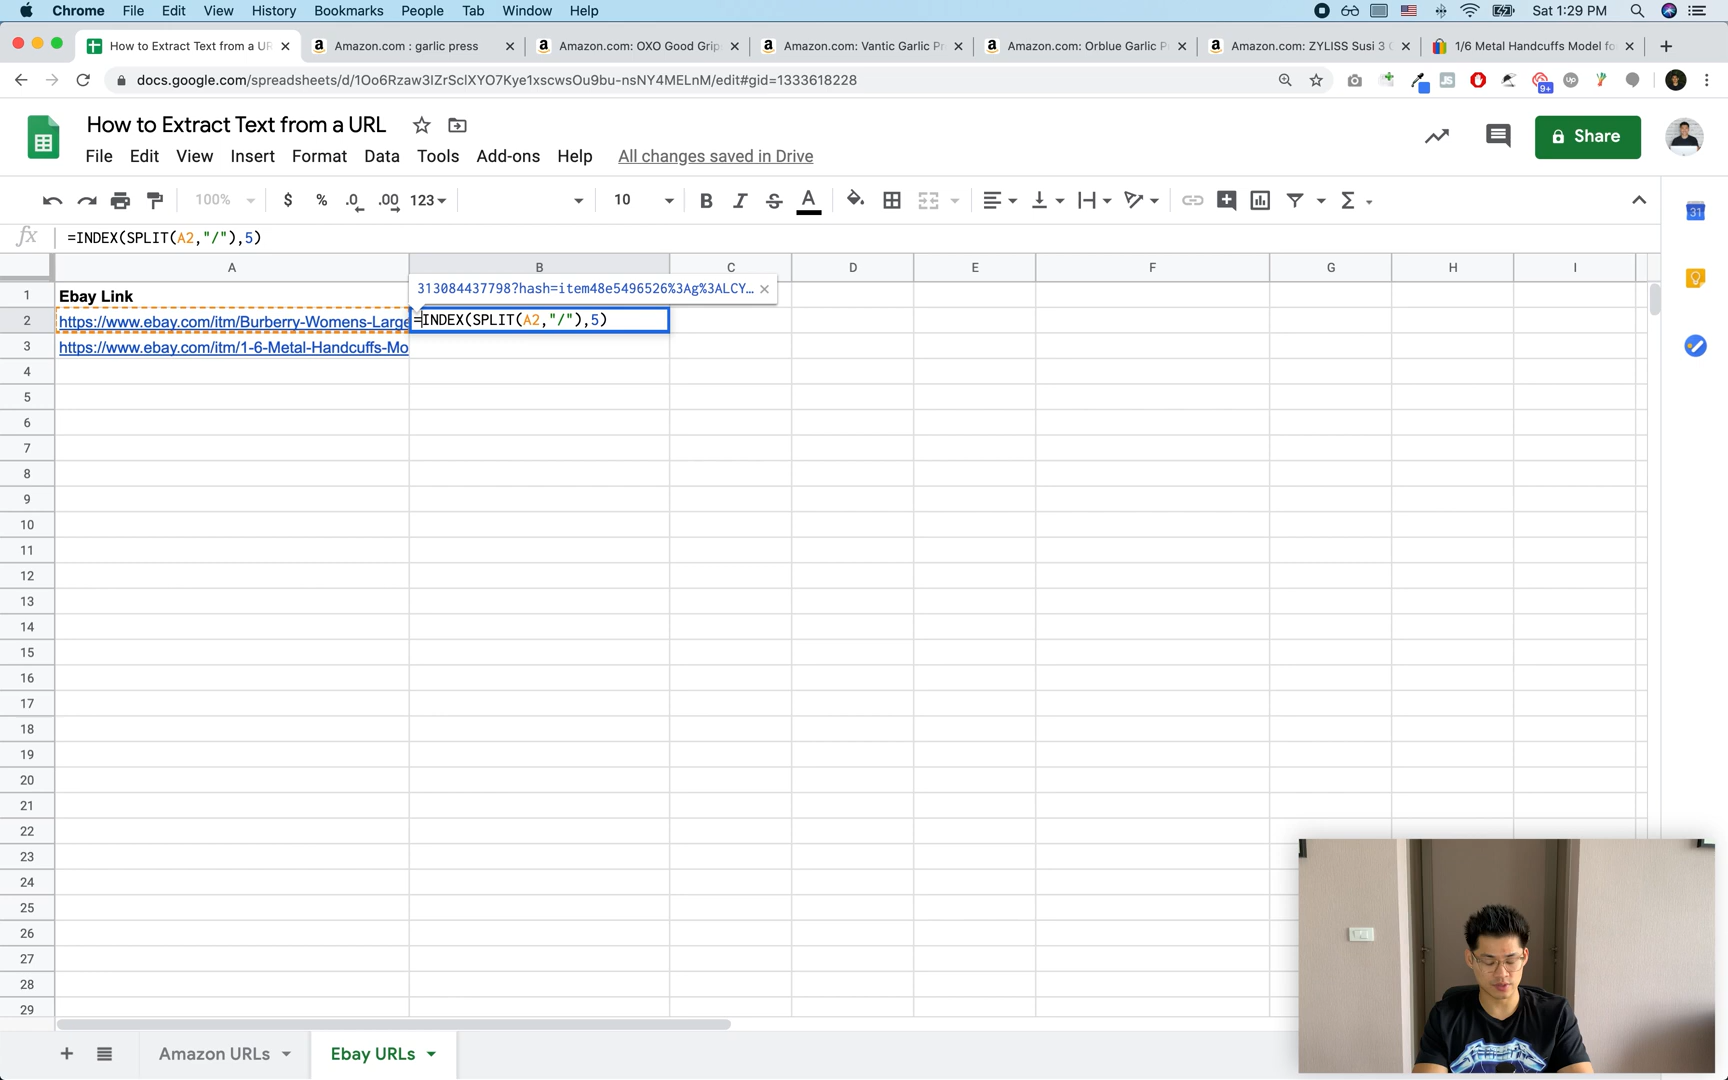 Chrome File Edit View History Bookmarks People Tab Window Help Sat 1:29 PM
How to Extract Text from a UR Amazon.com : garlic press Amazon.com: OXO Good Grip Amazon.com: Vantic Garlic Pr Amazon.com: Orblue Garlic P Amazon.com: ZYLISS Susi 3 1/6 Metal Handcuffs Model fo
docs.google.com/spreadsheets/d/1Oo6Rzaw3lZrSclXYO7Kye1xscwsOu9bu-nsNY4MELnM/edit#gid=1333618228
How to Extract Text from a URL
Share
File Edit View Insert Format Data Tools Add-ons Help All changes saved in Drive
100% $ % .0 .00 123 10 B I S A Σ
31
fx =INDEX(SPLIT(A2,"/"),5)
A B C D E F G H I
313084437798?hash=item48e5496526%3Ag%3ALCY…
1 Ebay Link
2 https://www.ebay.com/itm/Burberry-Womens-Large =INDEX(SPLIT(A2,"/"),5)
3 https://www.ebay.com/itm/1-6-Metal-Handcuffs-Mo
4
5
6
7
8
9
10
11
12
13
14
15
16
17
18
19
20
21
22
23
24
25
26
27
28
29
Amazon URLs Ebay URLs